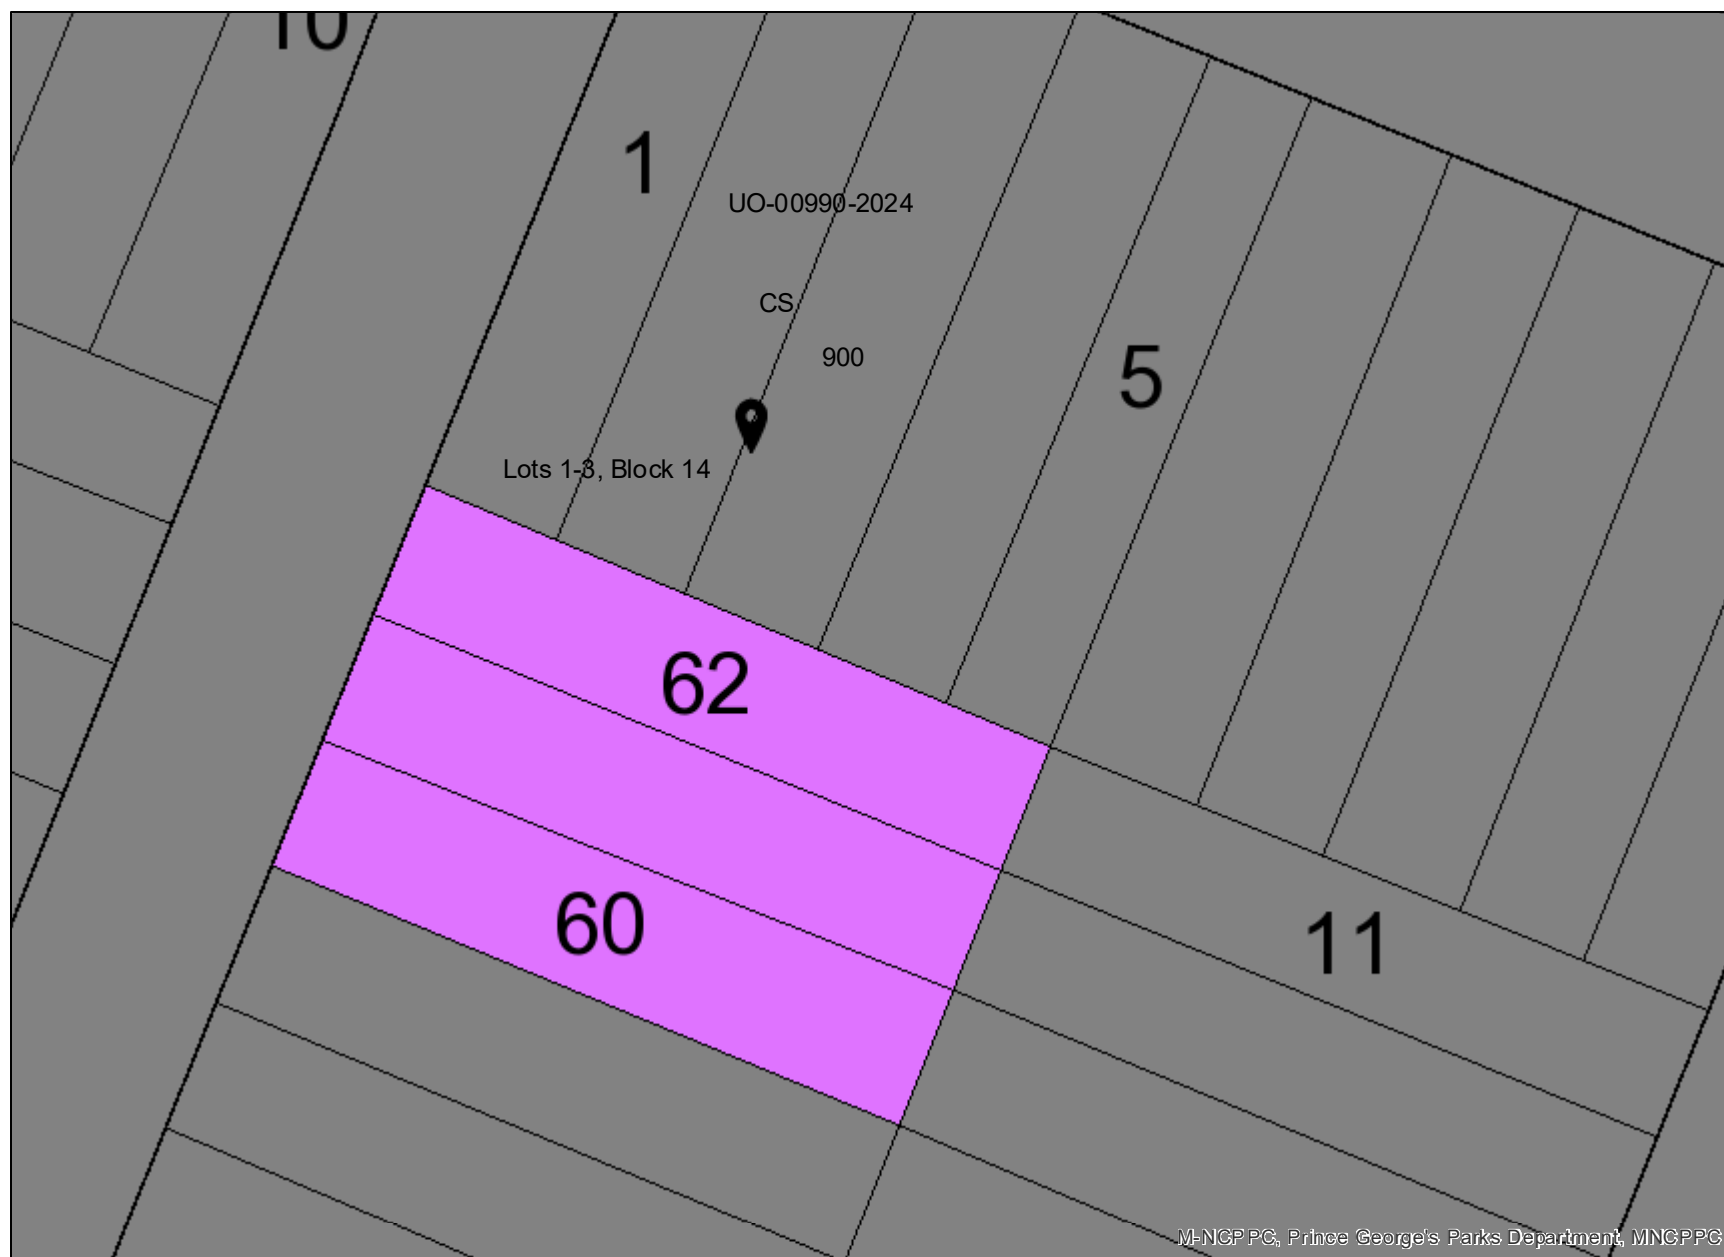 10
1
UO-00990-2024
CS
900
5
Lots 1-3, Block 14
62
60
11
M-NCPPC, Prince George's Parks Department, MNCPPC